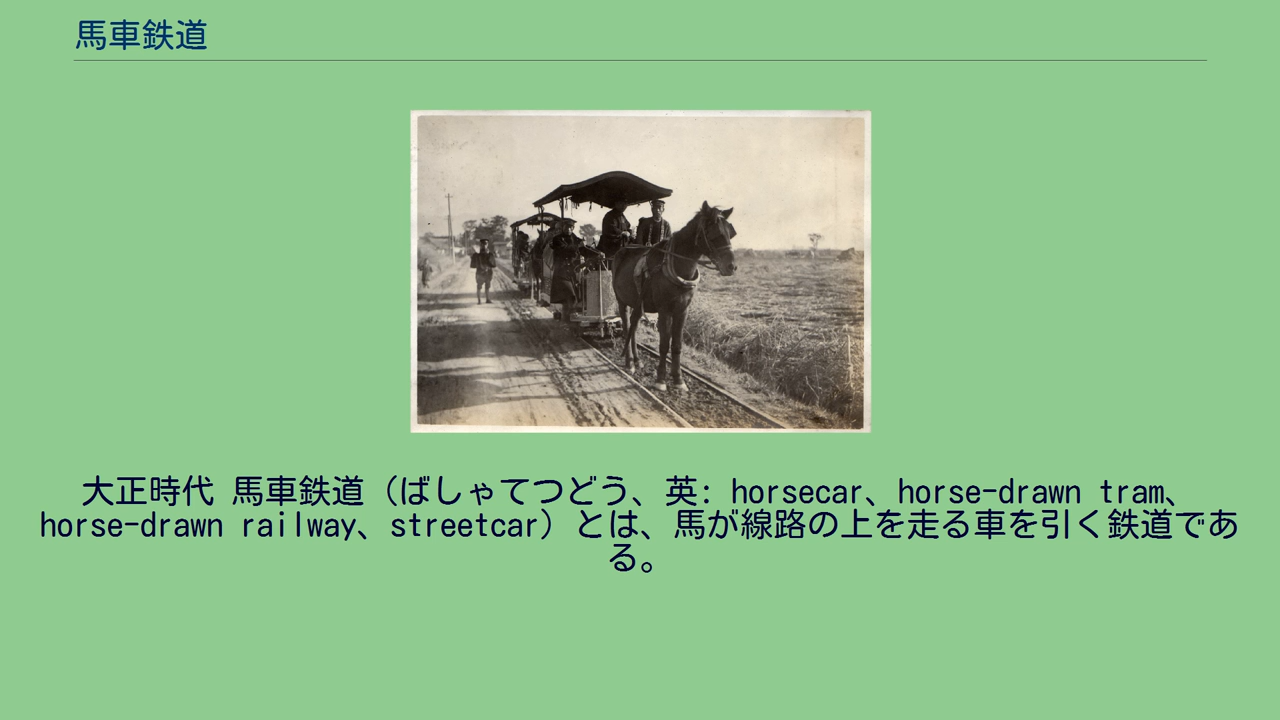 馬車鉄道
大正時代 馬車鉄道（ばしゃてつどう、英: horsecar、horse-drawn tram、
horse-drawn railway、streetcar）とは、馬が線路の上を走る車を引く鉄道であ
る。